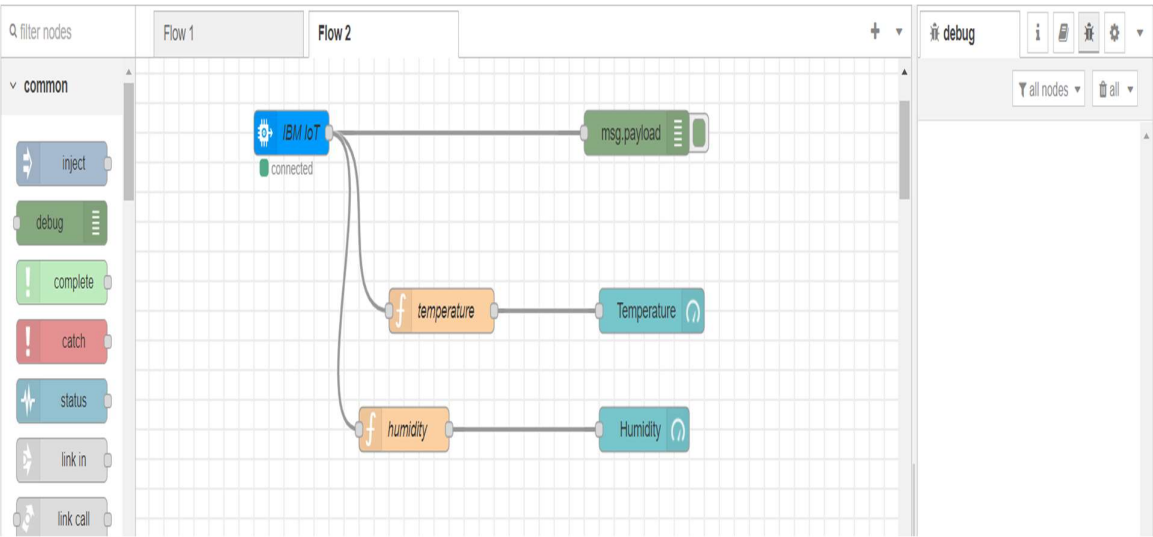 filter nodes
Flow 1
Flow 2
debug
i
common
all nodes
all
IBM IoT
msg.payload
connected
inject
debug
complete
temperature
Temperature
catch
status
humidity
Humidity
link in
link call